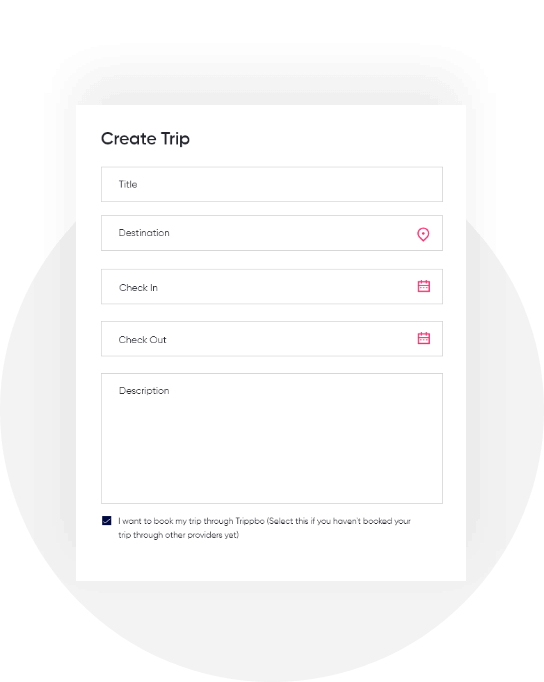 Create Trip
Title
Destination
Check In
Check Out
Description
I want to book my trip through Trippbo (Select this if you haven't booked your
trip through other providers yet)